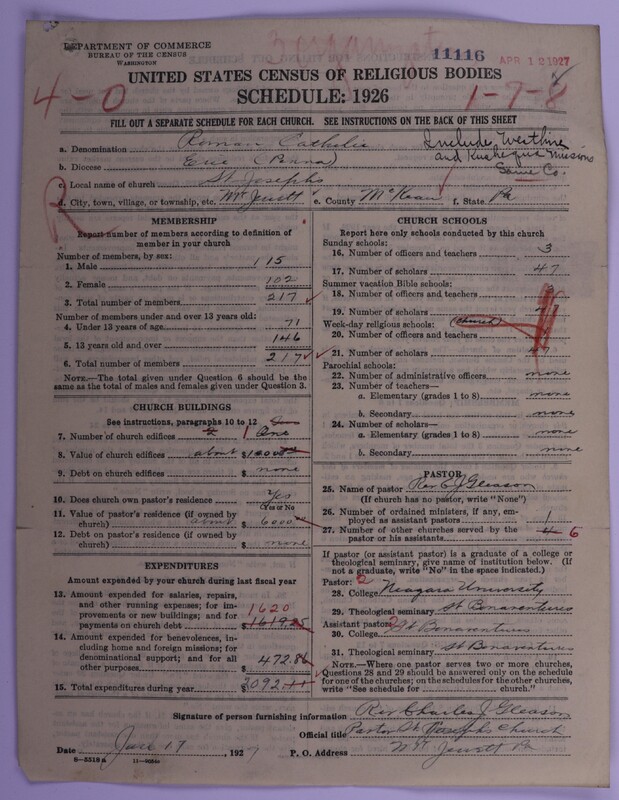 DEPARTMENT OF COMMERCE
BUREAU OF THE CENSUS
WASHINGTON
11116
APR 12 1927
UNITED STATES CENSUS OF RELIGIOUS BODIES
4-0
SCHEDULE: 1926
1-7-8
FILL OUT A SEPARATE SCHEDULE FOR EACH CHURCH. SEE INSTRUCTIONS ON THE BACK OF THIS SHEET
a. Denomination Roman Catholic
Include Westline
b. Diocese Erie (Penna)
and Kushequa Missions
Same Co.
c. Local name of church St Josephs
d. City, town, village, or township, etc. Mt Jewett e. County McKean f. State Pa
R
MEMBERSHIP
Report number of members according to definition of
member in your church
Number of members, by sex:
1. Male 115
2. Female 102
3. Total number of members 217
Number of members under and over 13 years old:
4. Under 13 years of age 71
5. 13 years old and over 146
6. Total number of members 217
NOTE.—The total given under Question 6 should be
the same as the total of males and females given under Question 3.
CHURCH BUILDINGS
See instructions, paragraphs 10 to 12
7. Number of church edifices 1 One
8. Value of church edifices about $
9. Debt on church edifices $ none
10. Does church own pastor's residence Yes
(Yes or No)
11. Value of pastor's residence (if owned by
church) about $ 6000
12. Debt on pastor's residence (if owned by
church) $ none
EXPENDITURES
Amount expended by your church during last fiscal year
13. Amount expended for salaries, repairs,
and other running expenses; for im-
provements or new buildings; and for
1620
payments on church debt $ 1619.25
14. Amount expended for benevolences, in-
cluding home and foreign missions; for
denominational support; and for all
other purposes $ 472.86
15. Total expenditures during year $ 2092.11
CHURCH SCHOOLS
Report here only schools conducted by this church
Sunday schools:
16. Number of officers and teachers 3
17. Number of scholars 47
Summer vacation Bible schools:
18. Number of officers and teachers
19. Number of scholars
Week-day religious schools: (Church)
20. Number of officers and teachers
21. Number of scholars
Parochial schools:
22. Number of administrative officers none
23. Number of teachers—
a. Elementary (grades 1 to 8) none
b. Secondary none
24. Number of scholars—
a. Elementary (grades 1 to 8) none
b. Secondary none
PASTOR
25. Name of pastor Rev C J Gleason
(If church has no pastor, write "None")
26. Number of ordained ministers, if any, em-
ployed as assistant pastors 1
27. Number of other churches served by the
pastor or his assistants 4 6
If pastor (or assistant pastor) is a graduate of a college or
theological seminary, give name of institution below. (If
not a graduate, write "No" in the space indicated.)
Pastor: 2
28. College Niagara University
29. Theological seminary St Bonaventures
Assistant pastor: 2
30. College St Bonaventures
31. Theological seminary St Bonaventures
NOTE.—Where one pastor serves two or more churches,
Questions 28 and 29 should be answered only on the schedule
for one of the churches; on the schedules for the other churches,
write "See schedule for church."
Signature of person furnishing information Rev Charles J Gleason
Official title Pastor St Josephs Church
Date 17, 1927 P. O. Address Mt Jewett Pa
8-3318 a